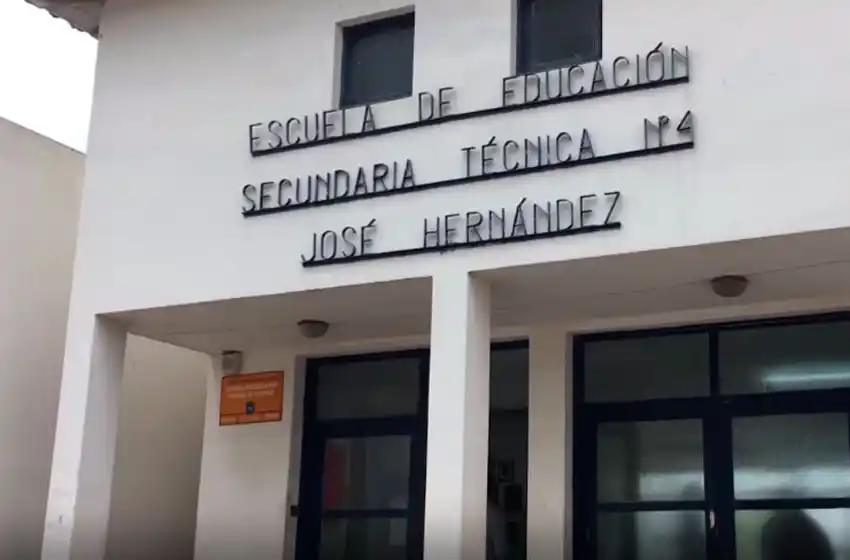 ESCUELA DE EDUCACIÓN
SECUNDARIA TÉCNICA Nº4
JOSÉ HERNÁNDEZ